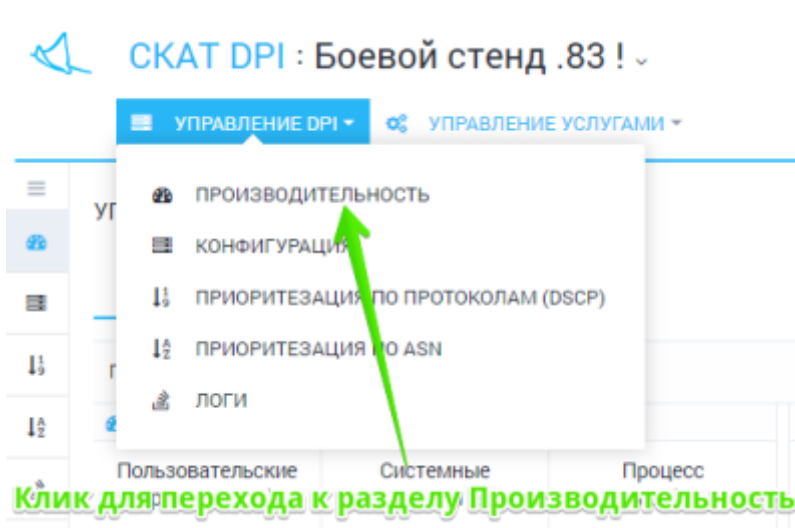 СКАТ DPI : Боевой стенд .83 !
УПРАВЛЕНИЕ DPI УПРАВЛЕНИЕ УСЛУГАМИ
ПРОИЗВОДИТЕЛЬНОСТЬ
КОНФИГУРАЦИЯ
ПРИОРИТЕЗАЦИЯ ПО ПРОТОКОЛАМ (DSCP)
ПРИОРИТЕЗАЦИЯ ПО ASN
ЛОГИ
Пользовательские Системные Процесс
Клик для перехода к разделу Производительность